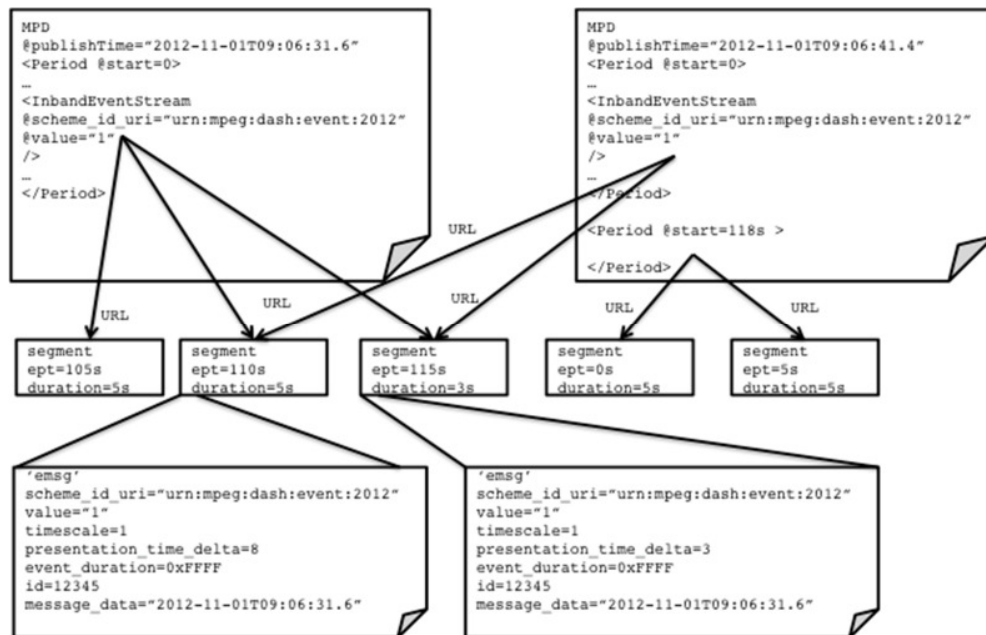 MPD
@publishTime=“2012-11-01T09:06:31.6”
<Period @start=0>
…
<InbandEventStream
@scheme_id_uri=“urn:mpeg:dash:event:2012”
@value=“1”
/>
…
</Period>
MPD
@publishTime=“2012-11-01T09:06:41.4”
<Period @start=0>
…
<InbandEventStream
@scheme_id_uri=“urn:mpeg:dash:event:2012”
@value=“1”
/>
…
</Period>
<Period @start=118s >
</Period>
URL
URL
URL
URL
URL
URL
segment
ept=105s
duration=5s
segment
ept=110s
duration=5s
segment
ept=115s
duration=3s
segment
ept=0s
duration=5s
segment
ept=5s
duration=5s
‘emsg’
scheme_id_uri=“urn:mpeg:dash:event:2012”
value=“1”
timescale=1
presentation_time_delta=8
event_duration=0xFFFF
id=12345
message_data=“2012-11-01T09:06:31.6”
‘emsg’
scheme_id_uri=“urn:mpeg:dash:event:2012”
value=“1”
timescale=1
presentation_time_delta=3
event_duration=0xFFFF
id=12345
message_data=“2012-11-01T09:06:31.6”